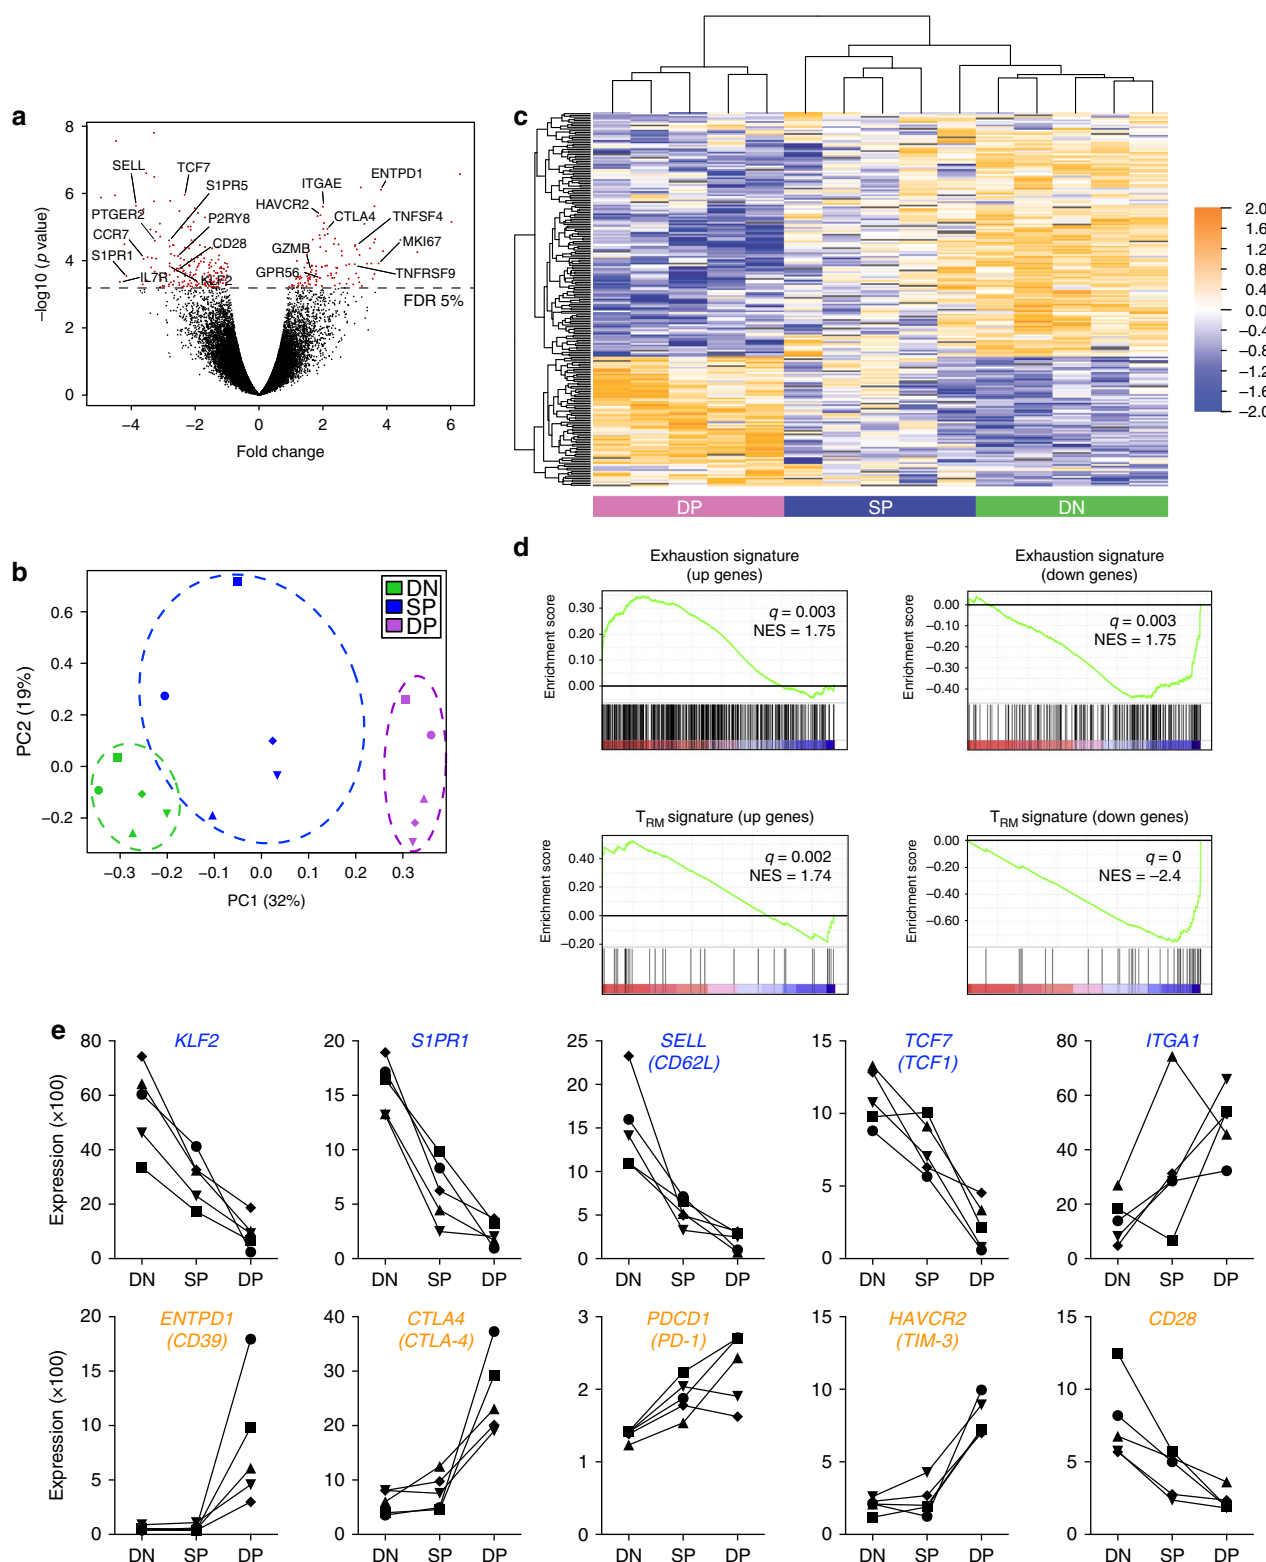 a
8
6
4
2
0
−log10 (p value)
SELL
TCF7
S1PR5
PTGER2
P2RY8
CCR7
CD28
S1PR1
IL7R
KLF2
ENTPD1
ITGAE
HAVCR2
CTLA4
TNFSF4
GZMB
MKI67
GPR56
TNFRSF9
FDR 5%
−4 −2 0 2 4 6
Fold change
c
2.0
1.6
1.2
0.8
0.4
0.0
−0.4
−0.8
−1.2
−1.6
−2.0
DP SP DN
b
DN
SP
DP
0.6
0.4
0.2
0.0
−0.2
PC2 (19%)
−0.3 −0.2 −0.1 0.0 0.1 0.2 0.3
PC1 (32%)
d
Exhaustion signature
(up genes)
q = 0.003
NES = 1.75
Enrichment score
0.30
0.20
0.10
0.00
Exhaustion signature
(down genes)
q = 0.003
NES = 1.75
Enrichment score
0.00
−0.10
−0.20
−0.30
−0.40
TRM signature (up genes)
q = 0.002
NES = 1.74
Enrichment score
0.40
0.20
0.00
−0.20
TRM signature (down genes)
q = 0
NES = −2.4
Enrichment score
0.00
−0.20
−0.40
−0.60
e
KLF2
Expression (×100)
80
60
40
20
0
DN SP DP
S1PR1
20
15
10
5
0
DN SP DP
SELL
(CD62L)
25
20
15
10
5
0
DN SP DP
TCF7
(TCF1)
15
10
5
0
DN SP DP
ITGA1
80
60
40
20
0
DN SP DP
ENTPD1
(CD39)
Expression (×100)
20
15
10
5
0
DN SP DP
CTLA4
(CTLA-4)
40
30
20
10
0
DN SP DP
PDCD1
(PD-1)
3
2
1
0
DN SP DP
HAVCR2
(TIM-3)
15
10
5
0
DN SP DP
CD28
15
10
5
0
DN SP DP